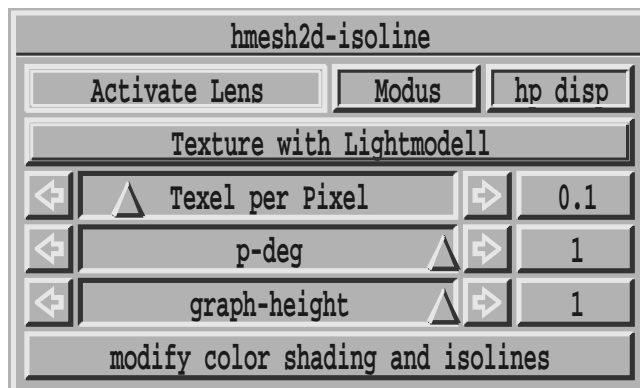 hmesh2d-isoline
Activate Lens Modus hp disp
Texture with Lightmodell
Texel per Pixel 0.1
p-deg 1
graph-height 1
modify color shading and isolines